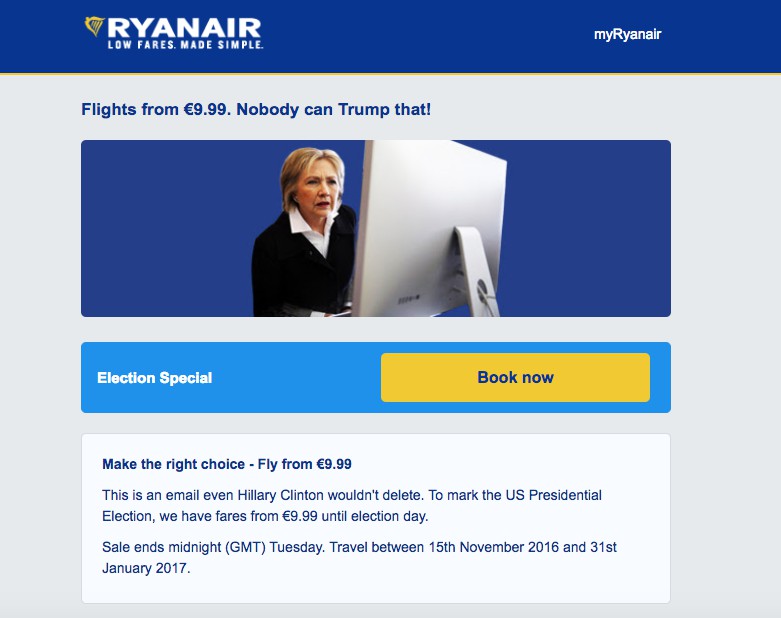 RYANAIR
LOW FARES. MADE SIMPLE.
myRyanair
Flights from €9.99. Nobody can Trump that!
Election Special
Book now
Make the right choice - Fly from €9.99
This is an email even Hillary Clinton wouldn't delete. To mark the US Presidential
Election, we have fares from €9.99 until election day.
Sale ends midnight (GMT) Tuesday. Travel between 15th November 2016 and 31st
January 2017.